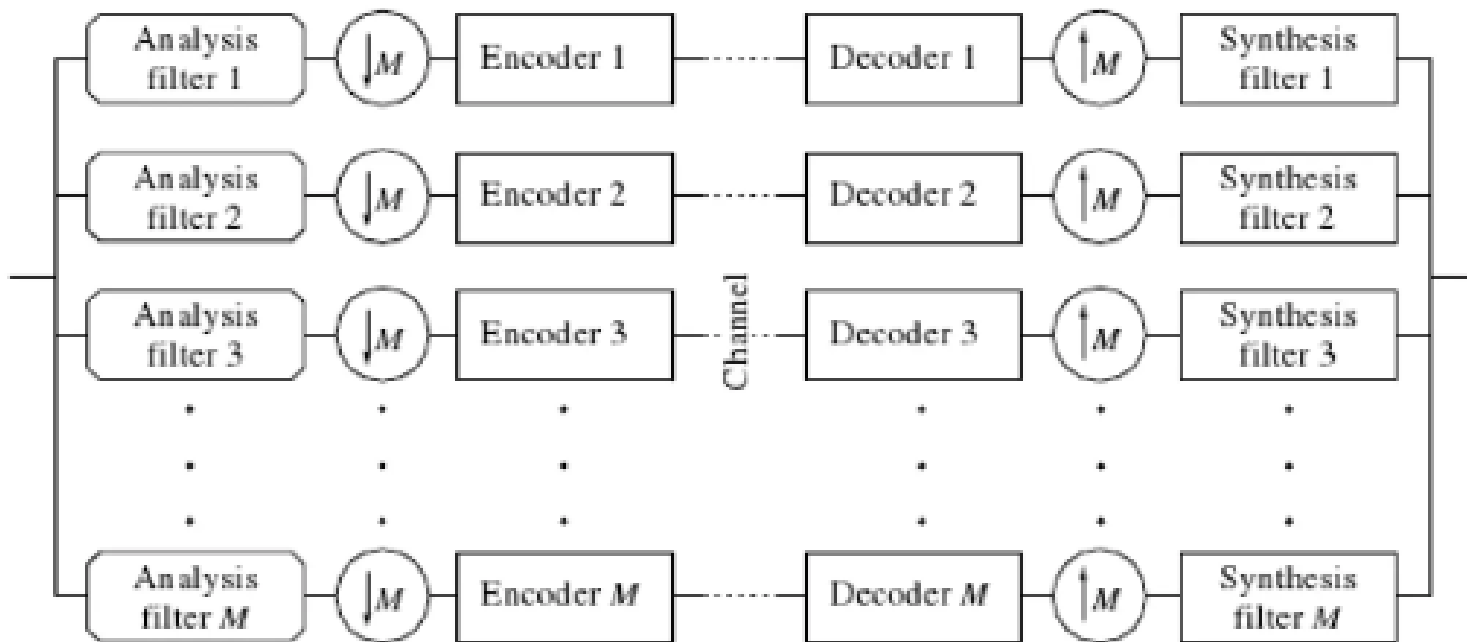 Analysis
filter 1
↓M
Encoder 1
Decoder 1
↑M
Synthesis
filter 1
Analysis
filter 2
↓M
Encoder 2
Decoder 2
↑M
Synthesis
filter 2
Analysis
filter 3
↓M
Encoder 3
Channel
Decoder 3
↑M
Synthesis
filter 3
Analysis
filter M
↓M
Encoder M
Decoder M
↑M
Synthesis
filter M